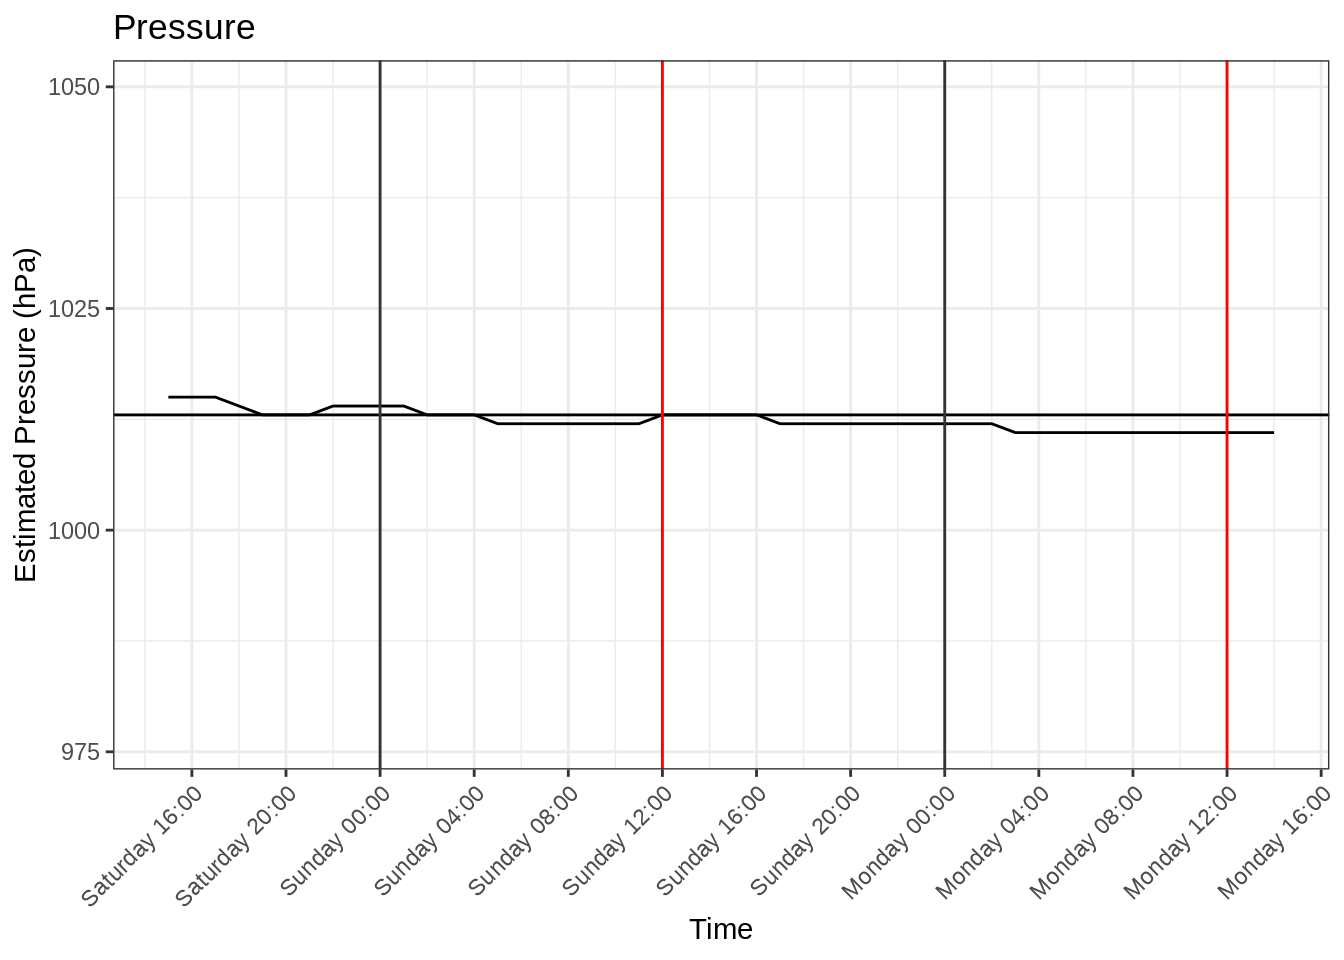 Pressure
Estimated Pressure (hPa)
1050
1025
1000
975
Saturday 16:00
Saturday 20:00
Sunday 00:00
Sunday 04:00
Sunday 08:00
Sunday 12:00
Sunday 16:00
Sunday 20:00
Monday 00:00
Monday 04:00
Monday 08:00
Monday 12:00
Monday 16:00
Time